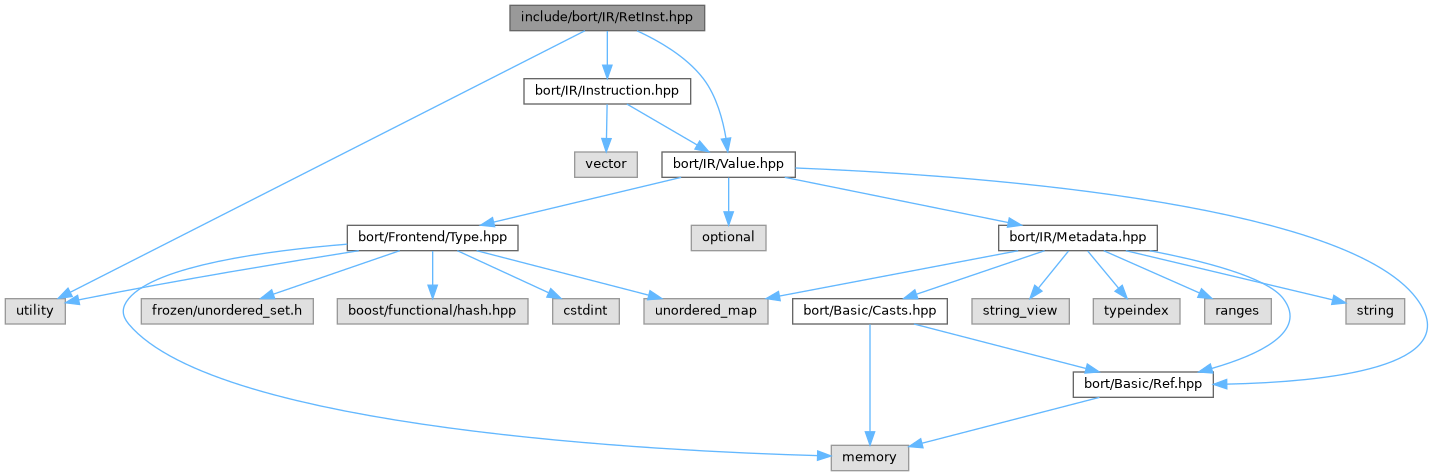 include/bort/IR/RetInst.hpp
bort/IR/Instruction.hpp
vector
bort/IR/Value.hpp
bort/Frontend/Type.hpp
optional
bort/IR/Metadata.hpp
utility
frozen/unordered_set.h
boost/functional/hash.hpp
cstdint
unordered_map
bort/Basic/Casts.hpp
string_view
typeindex
ranges
string
bort/Basic/Ref.hpp
memory